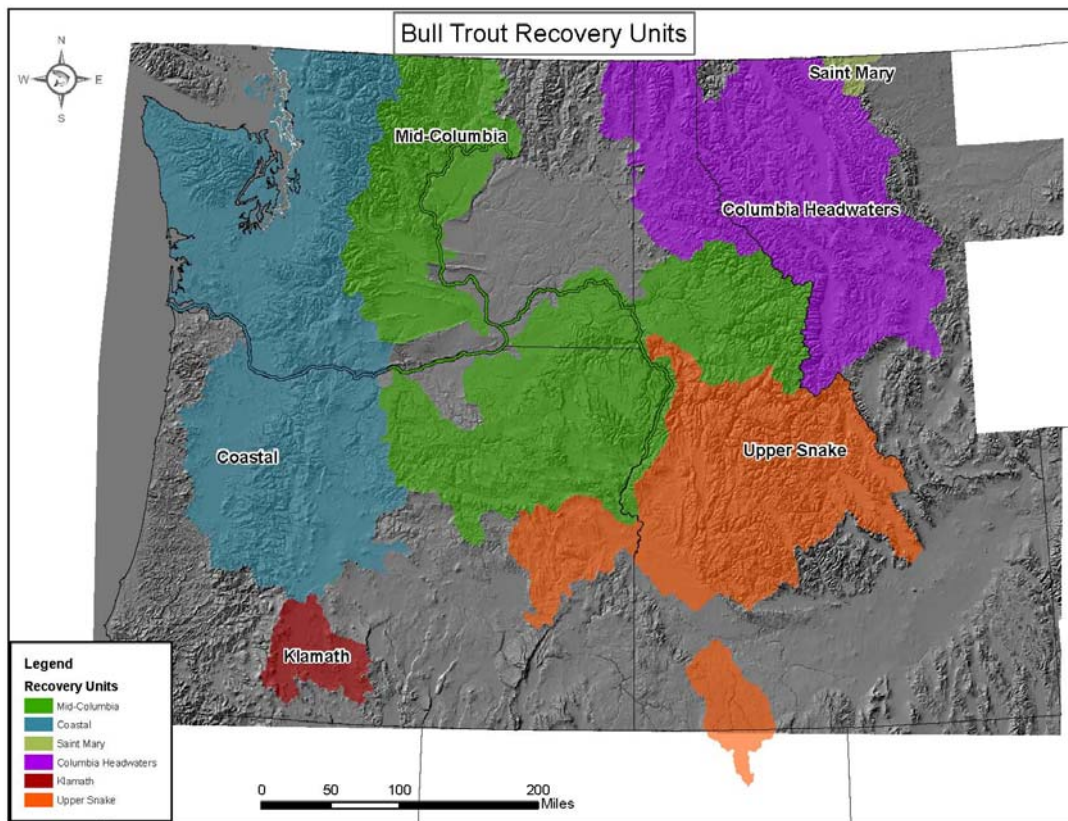 Bull Trout Recovery Units
N
W E
S
Saint Mary
Mid-Columbia
Columbia Headwaters
Coastal
Upper Snake
Klamath
Legend
Recovery Units
Mid-Columbia
Coastal
Saint Mary
Columbia Headwaters
Klamath
Upper Snake
0 50 100 200
Miles